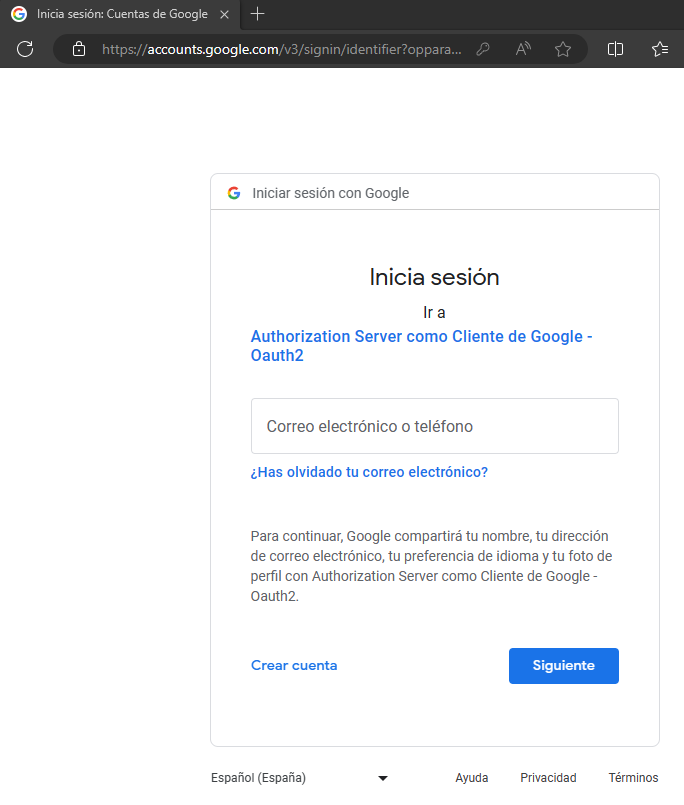 Inicia sesión: Cuentas de Google
https://accounts.google.com/v3/signin/identifier?oppara...
Iniciar sesión con Google
Inicia sesión
Ir a
Authorization Server como Cliente de Google -
Oauth2
Correo electrónico o teléfono
¿Has olvidado tu correo electrónico?
Para continuar, Google compartirá tu nombre, tu dirección
de correo electrónico, tu preferencia de idioma y tu foto de
perfil con Authorization Server como Cliente de Google -
Oauth2.
Crear cuenta Siguiente
Español (España) Ayuda Privacidad Términos